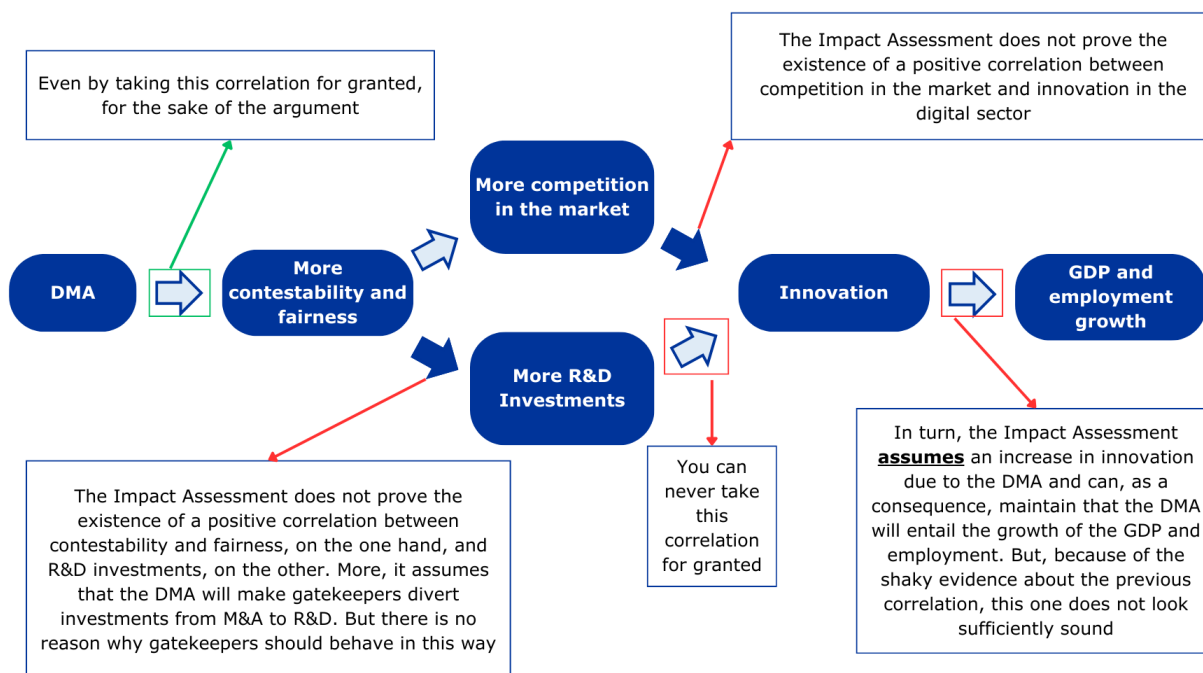 Even by taking this correlation for granted,
for the sake of the argument
The Impact Assessment does not prove the
existence of a positive correlation between
competition in the market and innovation in the
digital sector
More competition
in the market
DMA
More
contestability and
fairness
Innovation
GDP and
employment
growth
More R&D
Investments
The Impact Assessment does not prove the
existence of a positive correlation between
contestability and fairness, on the one hand, and
R&D investments, on the other. More, it assumes
that the DMA will make gatekeepers divert
investments from M&A to R&D. But there is no
reason why gatekeepers should behave in this way
You can
never take
this
correlation
for granted
In turn, the Impact Assessment
assumes an increase in innovation
due to the DMA and can, as a
consequence, maintain that the DMA
will entail the growth of the GDP and
employment. But, because of the
shaky evidence about the previous
correlation, this one does not look
sufficiently sound